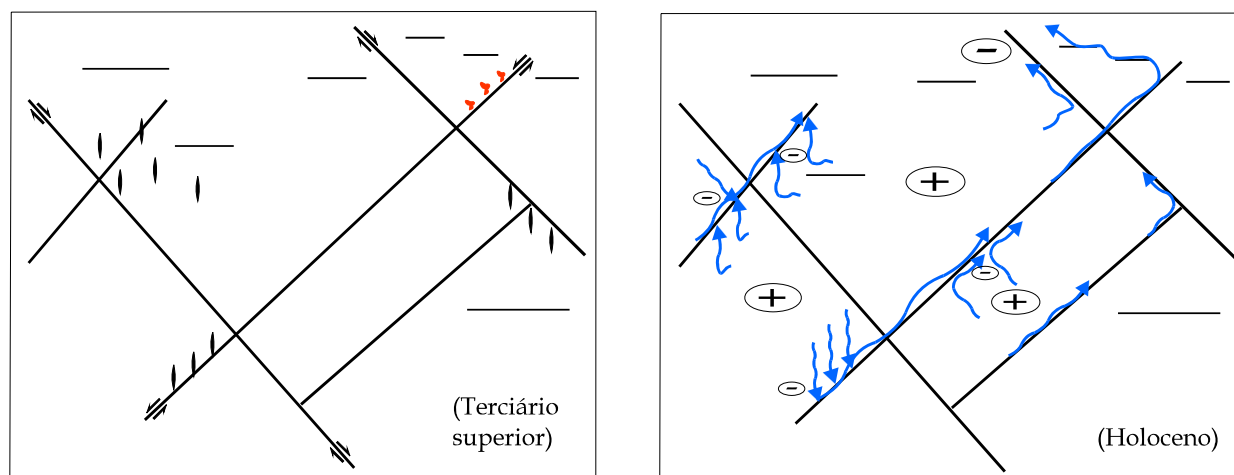 (Terciário
superior)
-
-
-
+
+
-
+
-
(Holoceno)